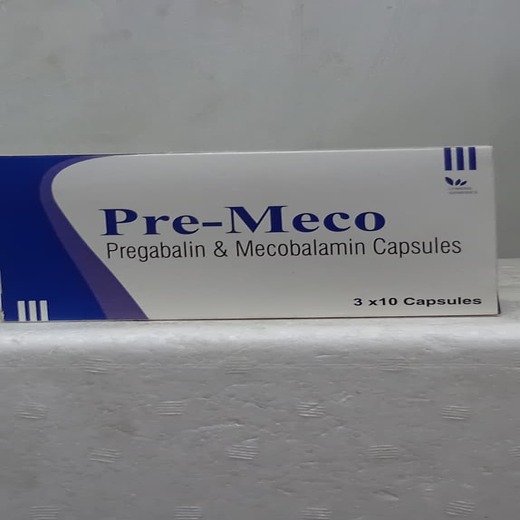 Pre-Meco
Pregabalin & Mecobalamin Capsules
3 x10 Capsules